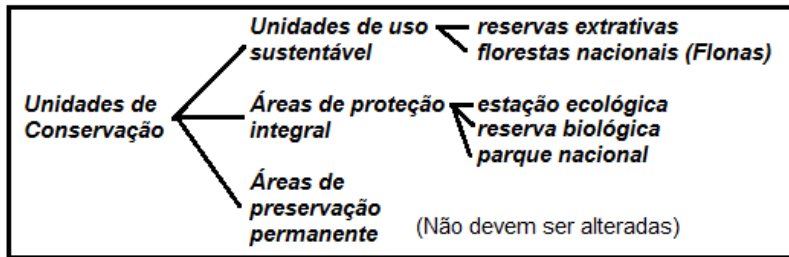 Unidades de
Conservação
Unidades de uso
sustentável
reservas extrativas
florestas nacionais (Flonas)
Áreas de proteção
integral
estação ecológica
reserva biológica
parque nacional
Áreas de
preservação
permanente
(Não devem ser alteradas)